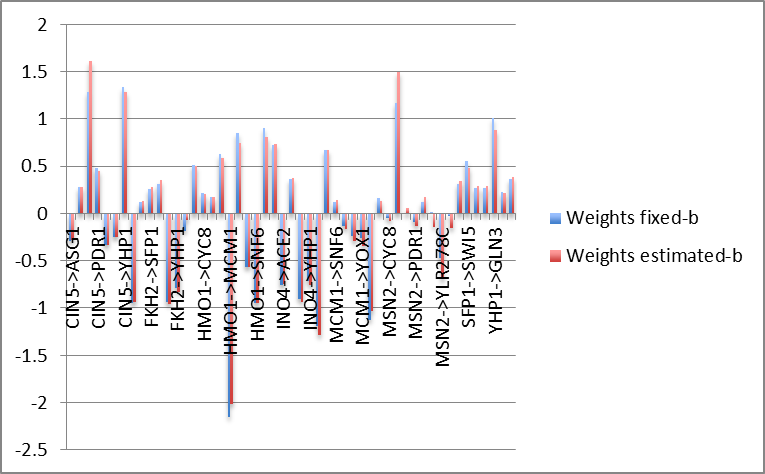 2
1.5
1
0.5
0
-0.5
-1
-1.5
-2
-2.5
CIN5->ASG1
CIN5->PDR1
CIN5->YHP1
FKH2->SFP1
FKH2->YHP1
HMO1->CYC8
HMO1->MCM1
HMO1->SNF6
INO4->ACE2
INO4->YHP1
MCM1->SNF6
MCM1->YOX1
MSN2->CYC8
MSN2->PDR1
MSN2->YLR278C
SFP1->SWI5
YHP1->GLN3
Weights fixed-b
Weights estimated-b